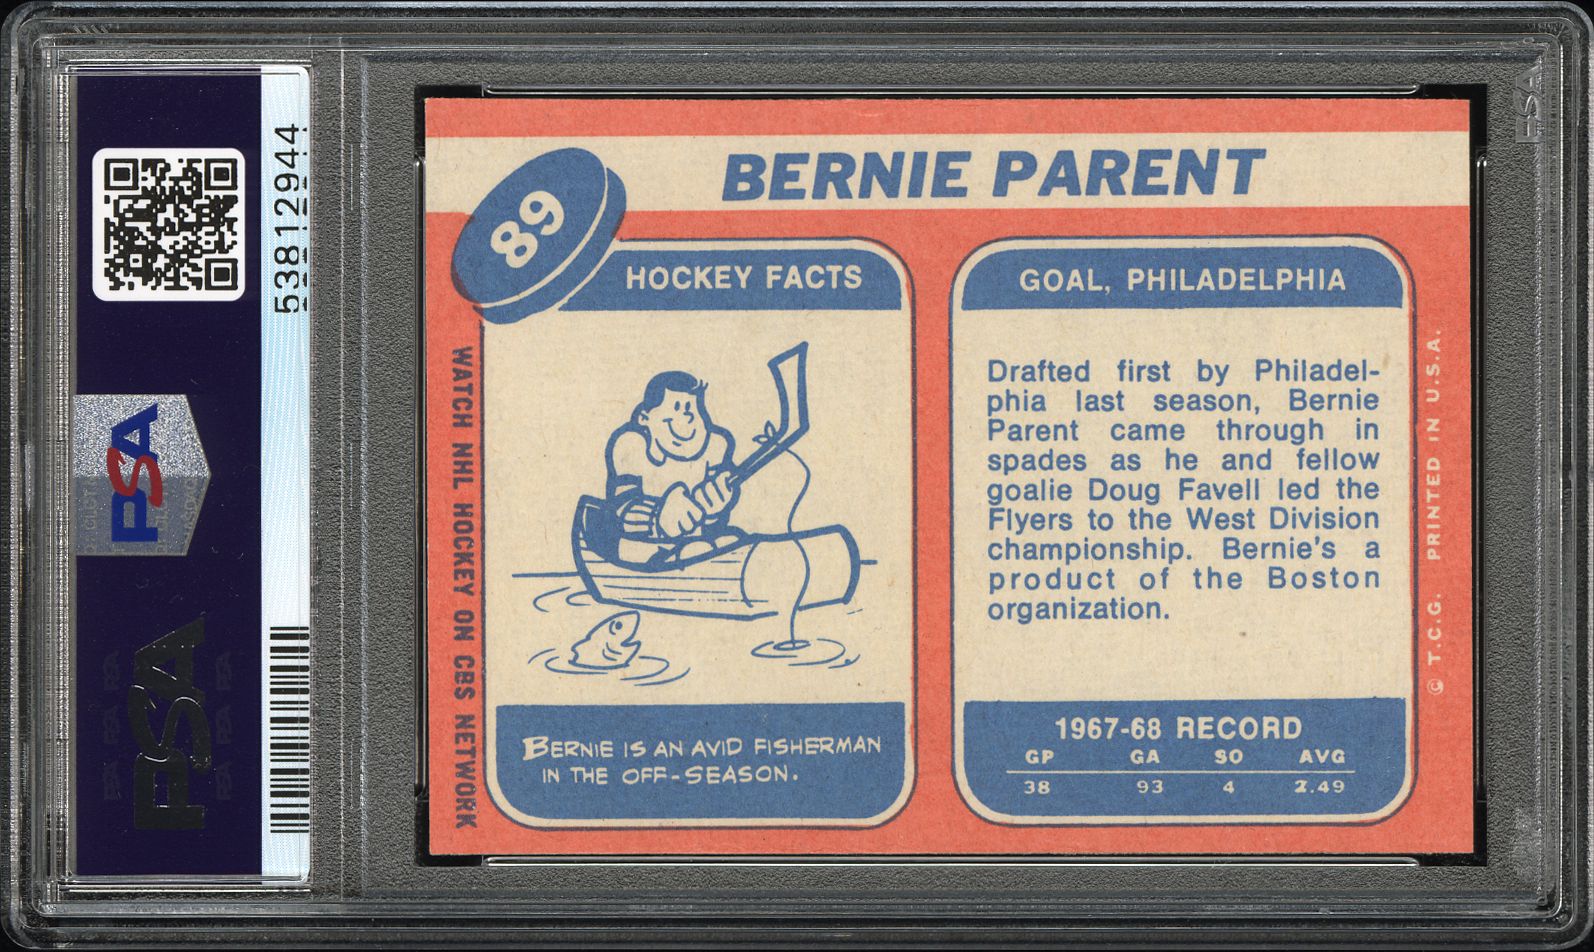 BERNIE PARENT
89
HOCKEY FACTS
BERNIE IS AN AVID FISHERMAN
IN THE OFF-SEASON.
WATCH NHL HOCKEY ON CBS NETWORK
GOAL, PHILADELPHIA
Drafted first by Philadel-
phia last season, Bernie
Parent came through in
spades as he and fellow
goalie Doug Favell led the
Flyers to the West Division
championship. Bernie's a
product of the Boston
organization.
1967-68 RECORD
GP GA SO AVG
38 93 4 2.49
© T.C.G. PRINTED IN U.S.A.
53812944
PSA
PSA
PSA